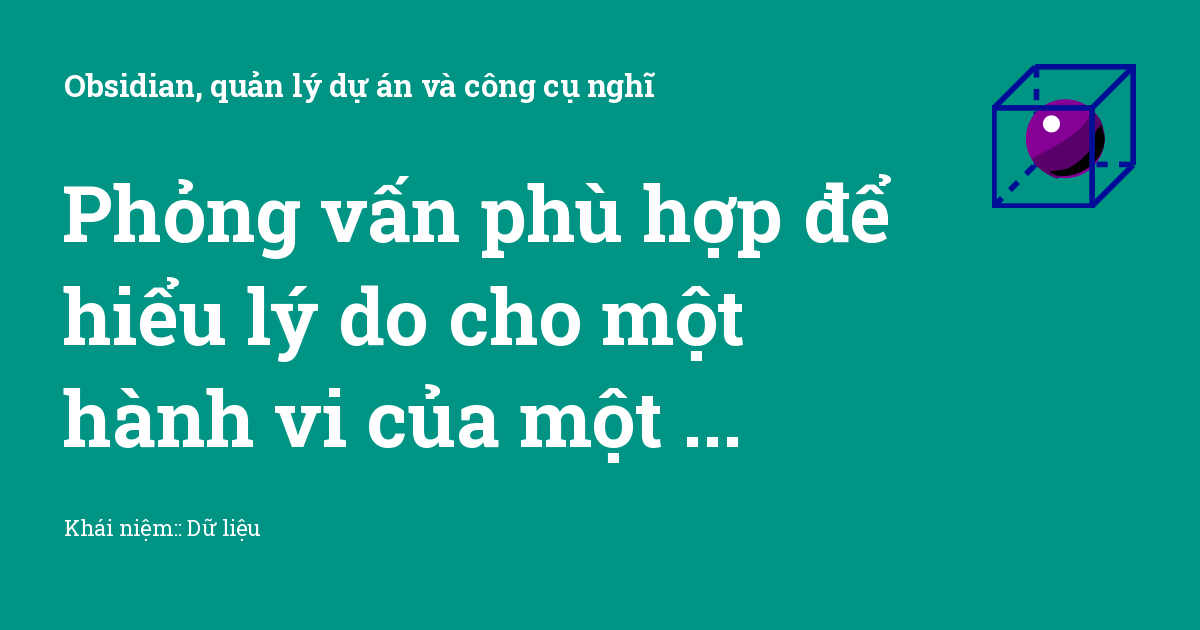 Obsidian, quản lý dự án và công cụ nghĩ
Phỏng vấn phù hợp để
hiểu lý do cho một
hành vi của một ...
Khái niệm:: Dữ liệu